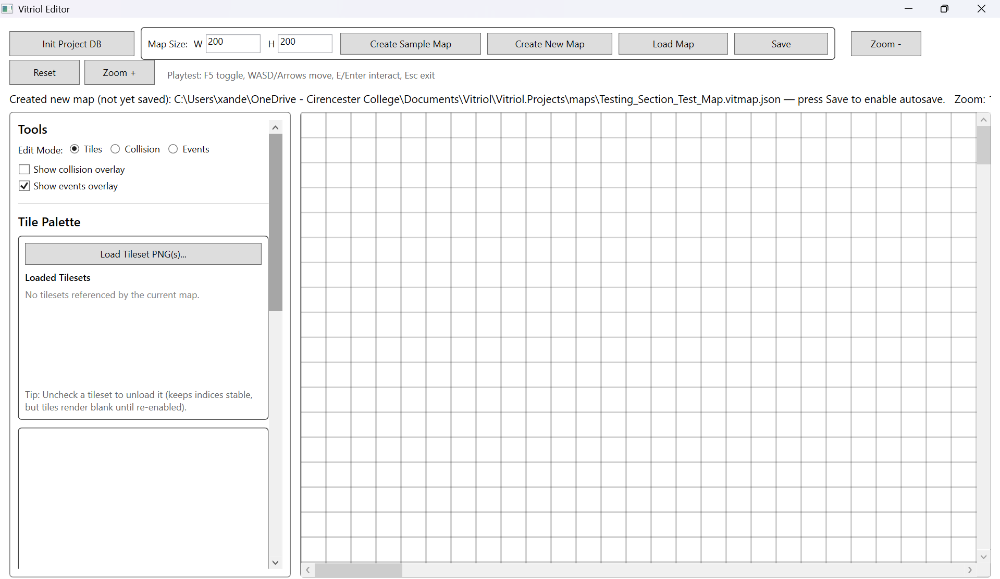 Vitriol Editor
Init Project DB
Map Size: W 200 H 200 Create Sample Map Create New Map Load Map Save
Zoom -
Reset Zoom + Playtest: F5 toggle, WASD/Arrows move, E/Enter interact, Esc exit
Created new map (not yet saved): C:\Users\xande\OneDrive - Cirencester College\Documents\Vitriol\Vitriol.Projects\maps\Testing_Section_Test_Map.vitmap.json — press Save to enable autosave. Zoom:
Tools
Edit Mode: Tiles Collision Events
Show collision overlay
Show events overlay
Tile Palette
Load Tileset PNG(s)...
Loaded Tilesets
No tilesets referenced by the current map.
Tip: Uncheck a tileset to unload it (keeps indices stable,
but tiles render blank until re-enabled).